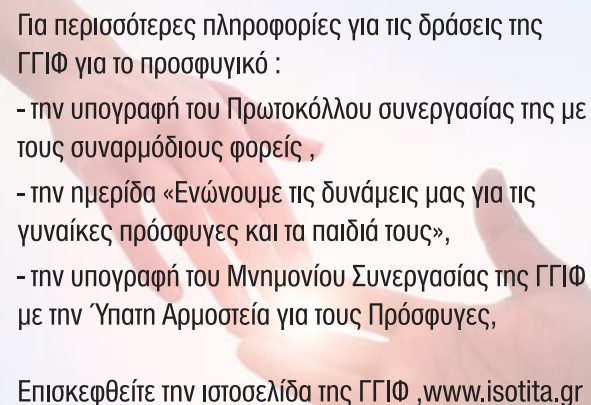 Για περισσότερες πληροφορίες για τις δράσεις της
ΓΓΙΦ για το προσφυγικό :
- την υπογραφή του Πρωτοκόλλου συνεργασίας της με
τους συναρμόδιους φορείς ,
- την ημερίδα «Ενώνουμε τις δυνάμεις μας για τις
γυναίκες πρόσφυγες και τα παιδιά τους»,
- την υπογραφή του Μνημονίου Συνεργασίας της ΓΓΙΦ
με την Ύπατη Αρμοστεία για τους Πρόσφυγες,
Επισκεφθείτε την ιστοσελίδα της ΓΓΙΦ ,www.isotita.gr